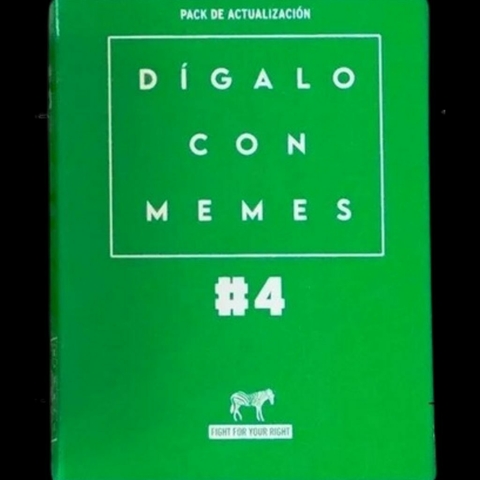 PACK DE ACTUALIZACIÓN
DÍGALO
CON
MEMES
#4
FIGHT FOR YOUR RIGHT